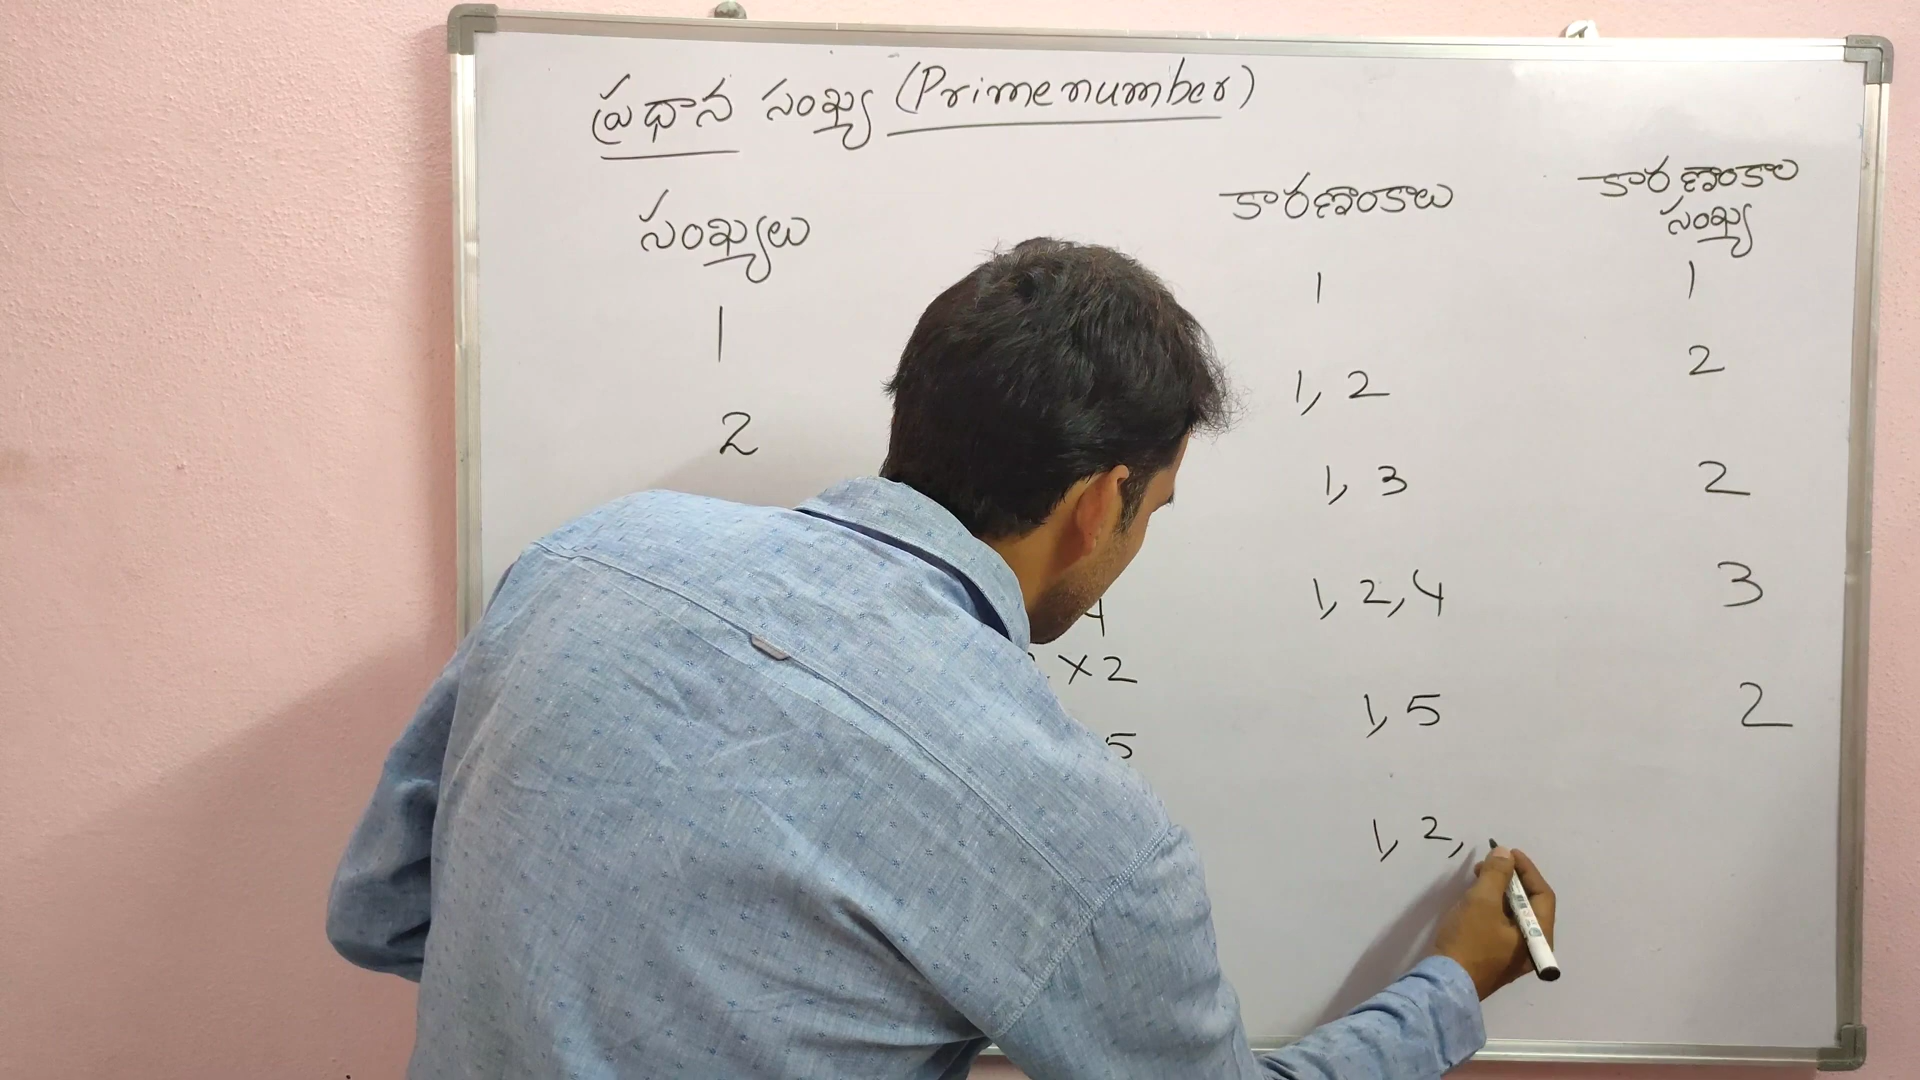 ప్రధాన సంఖ్య (Prime number)
సంఖ్యలు కారణాంకాలు కారణాంకాల
సంఖ్య
1 1 1
2 1, 2 2
1, 3 2
4 1, 2, 4 3
× 2
5 1, 5 2
1, 2,